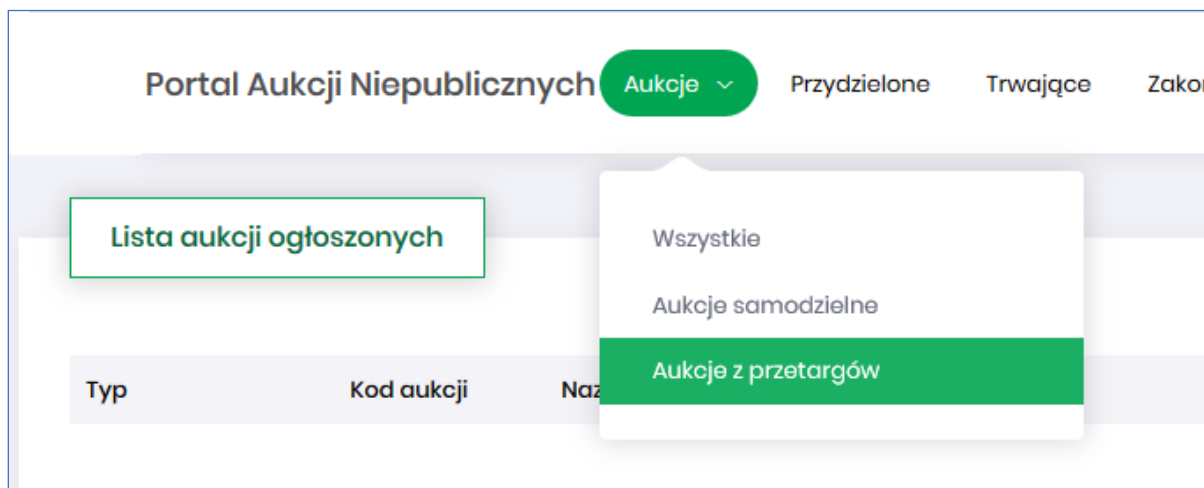 Portal Aukcji Niepublicznych Aukcje Przydzielone Trwające
Lista aukcji ogłoszonych
Wszystkie
Aukcje samodzielne
Aukcje z przetargów
Typ Kod aukcji